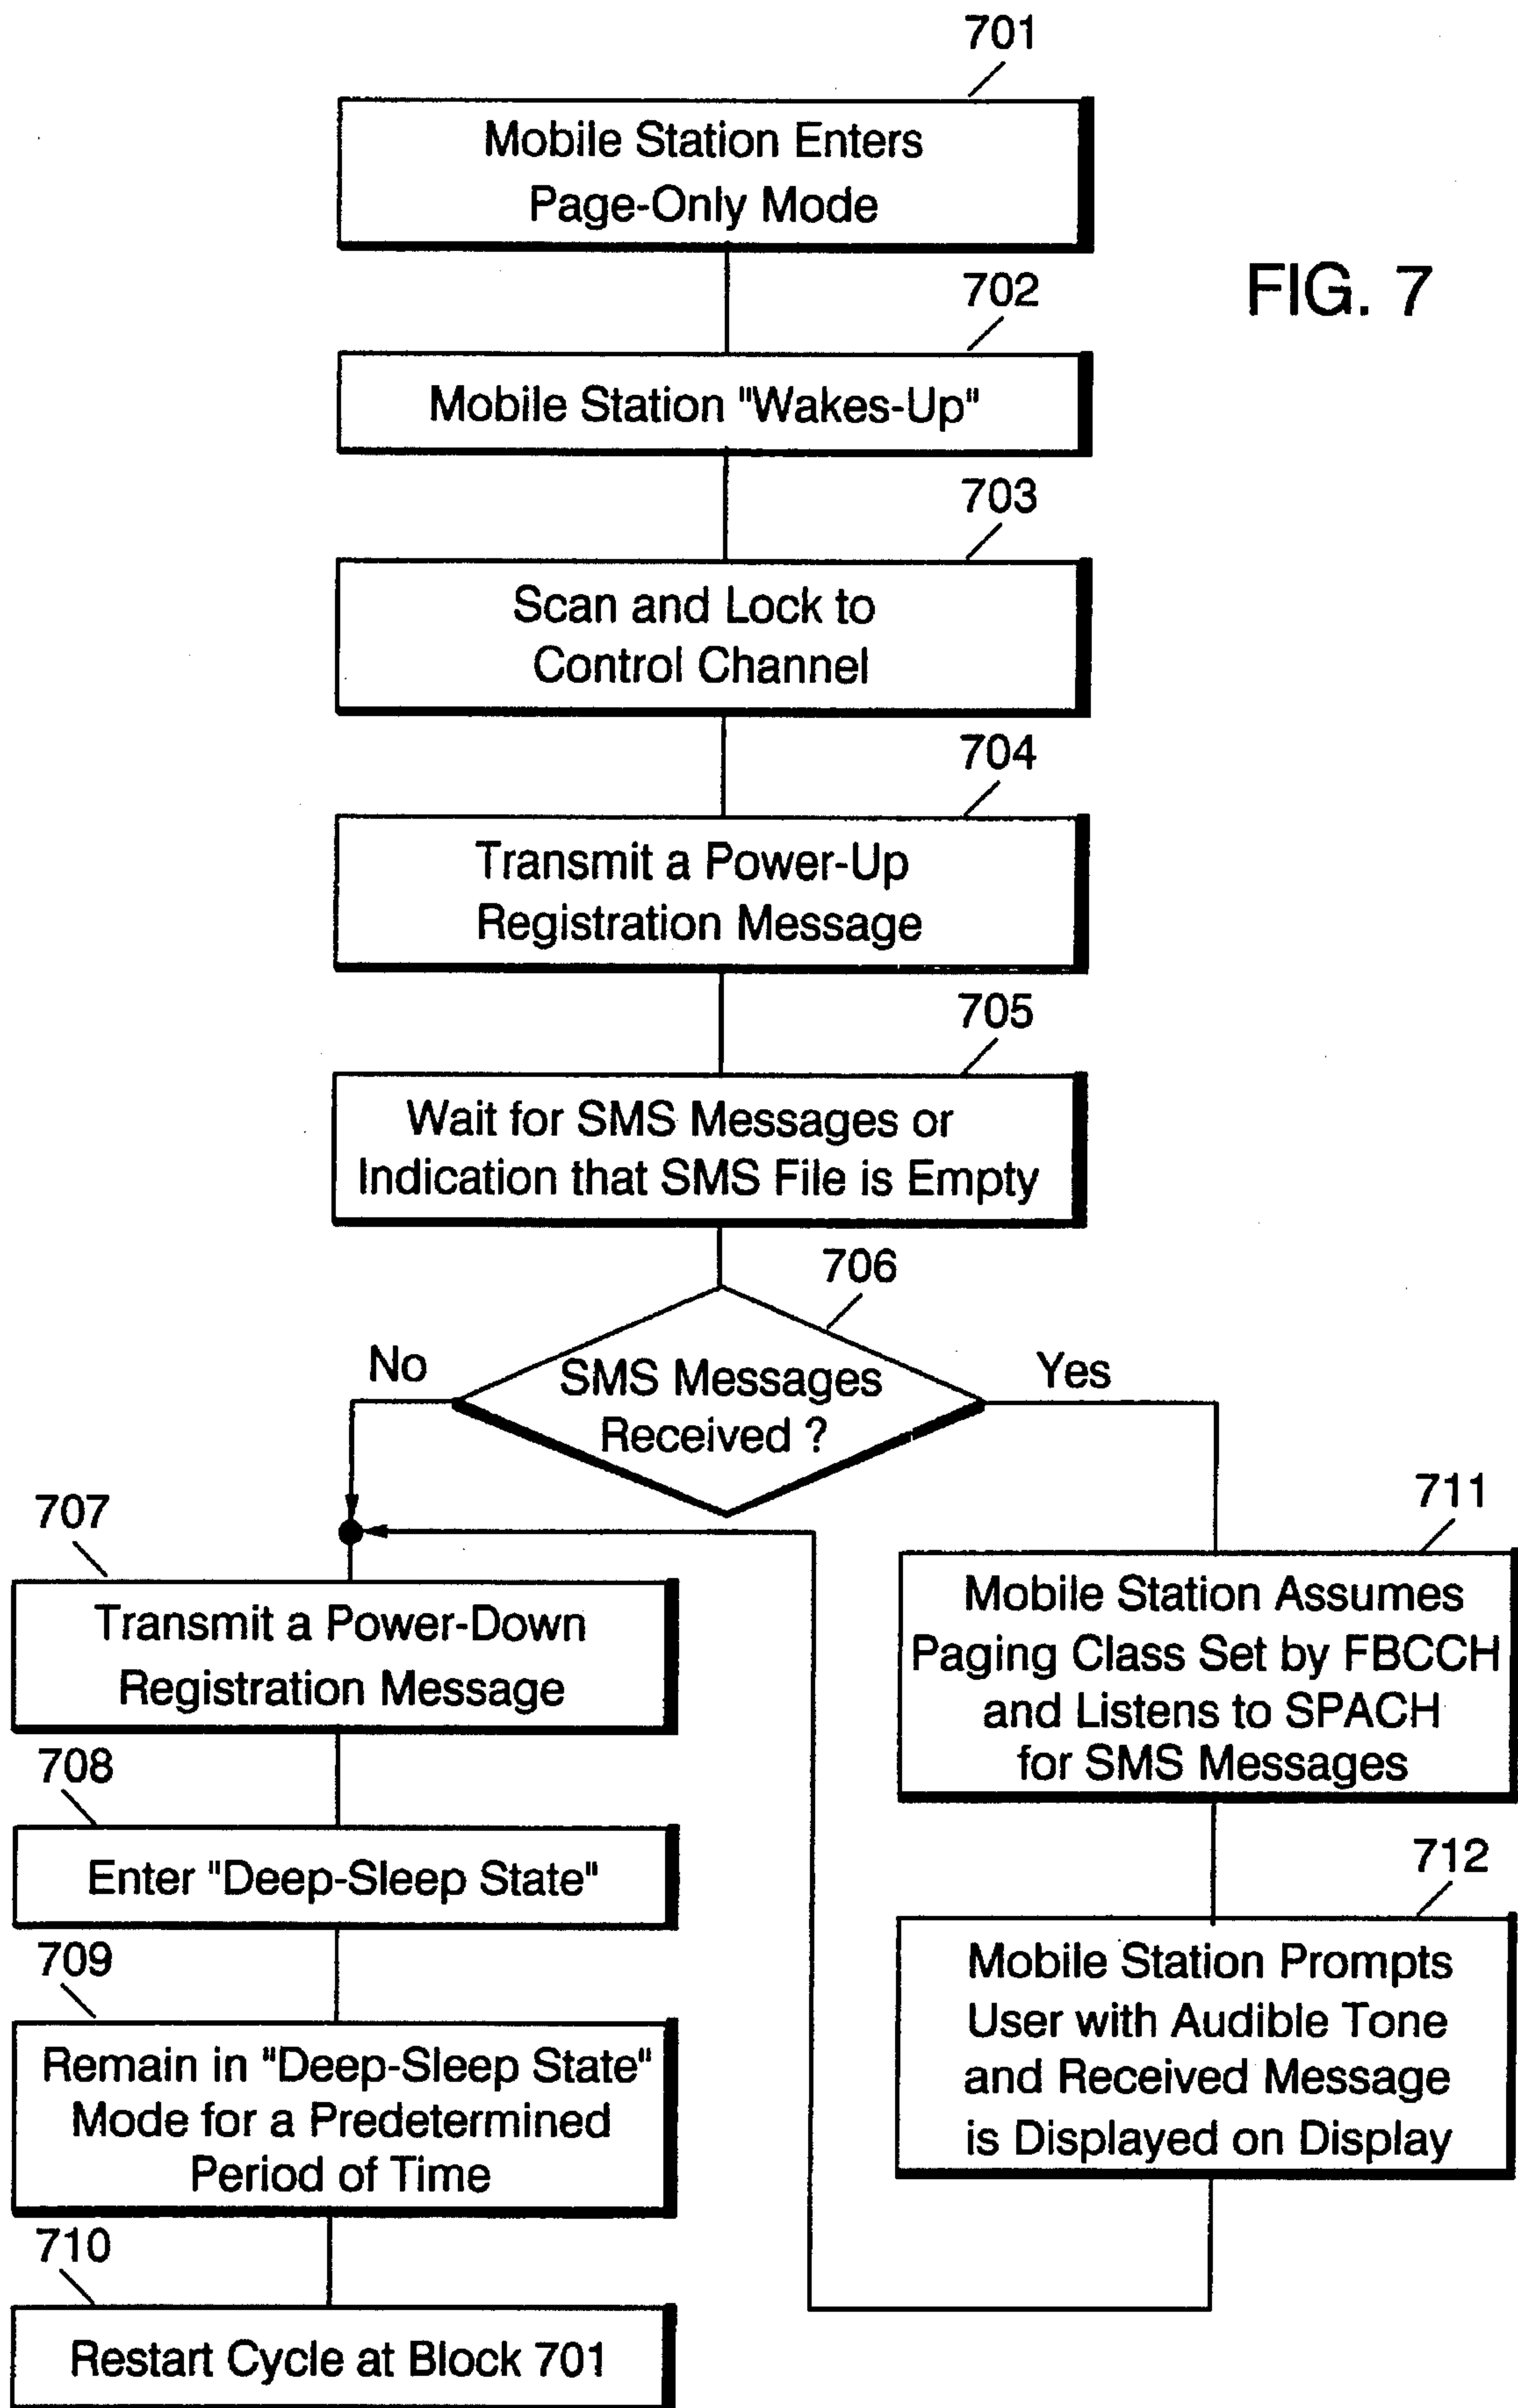 701
Mobile Station Enters
Page-Only Mode
FIG. 7
702
Mobile Station "Wakes-Up"
703
Scan and Lock to
Control Channel
704
Transmit a Power-Up
Registration Message
705
Wait for SMS Messages or
Indication that SMS File is Empty
706
No
SMS Messages
Received ?
Yes
707
Transmit a Power-Down
Registration Message
708
Enter "Deep-Sleep State"
709
Remain in "Deep-Sleep State"
Mode for a Predetermined
Period of Time
710
Restart Cycle at Block 701
711
Mobile Station Assumes
Paging Class Set by FBCCH
and Listens to SPACH
for SMS Messages
712
Mobile Station Prompts
User with Audible Tone
and Received Message
is Displayed on Display